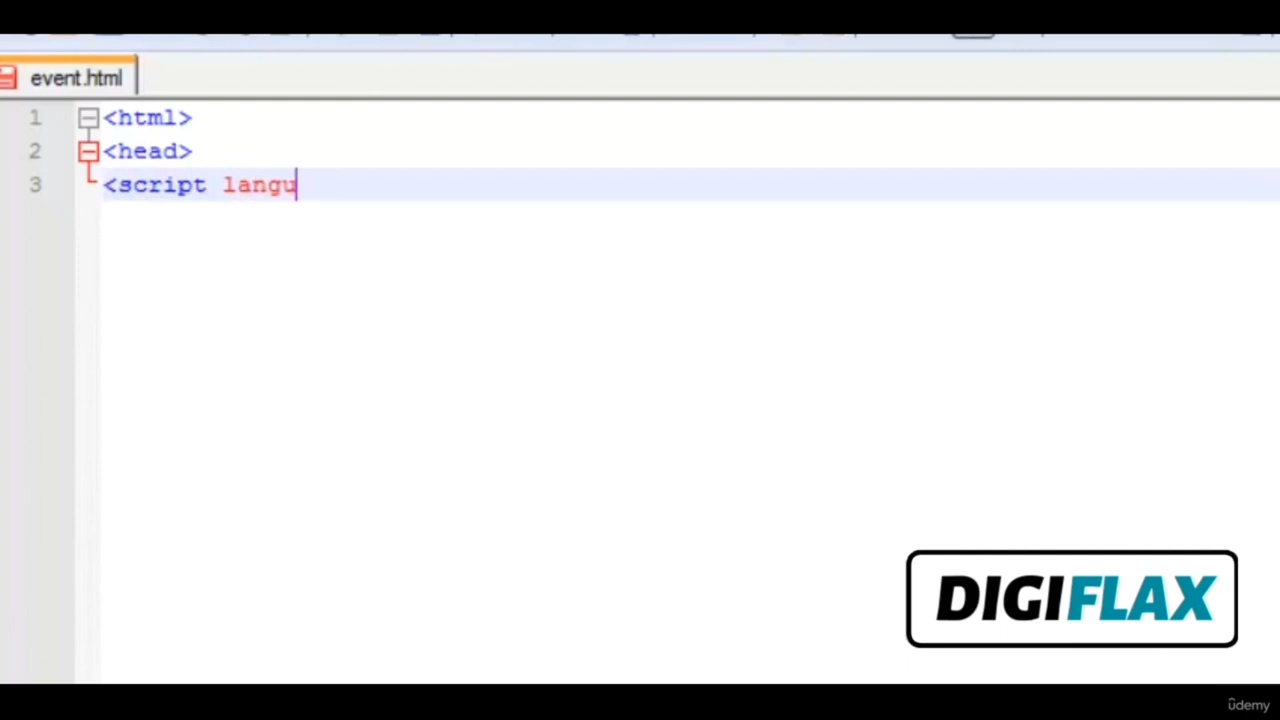 event.html
1 <html>
2 <head>
3 <script langu
DIGIFLAX
ûdemy